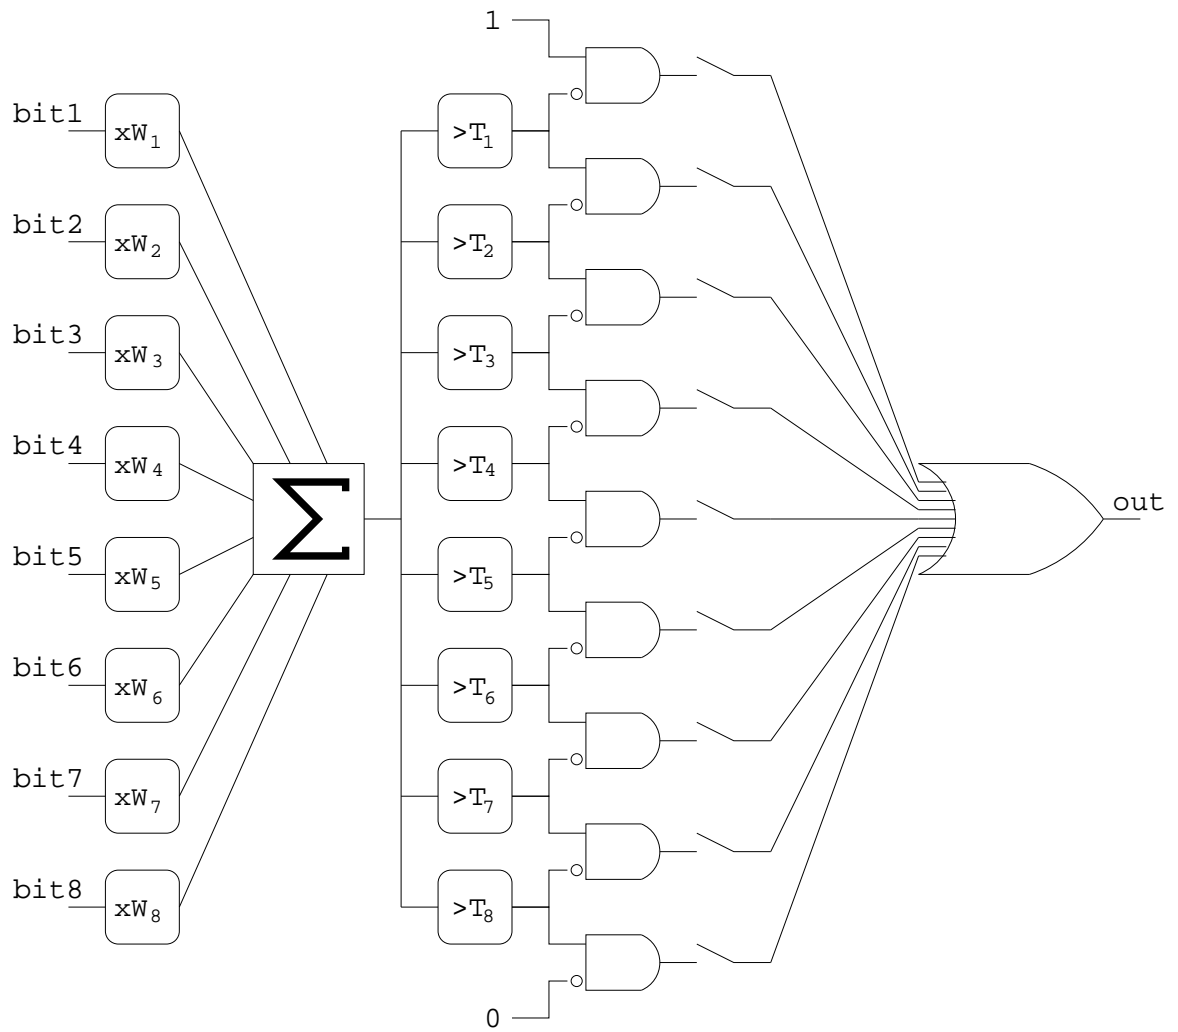 1
bit1
xW1
>T1
bit2
xW2
>T2
bit3
xW3
>T3
bit4
xW4
>T4
Σ
out
bit5
xW5
>T5
bit6
xW6
>T6
bit7
xW7
>T7
bit8
xW8
>T8
0